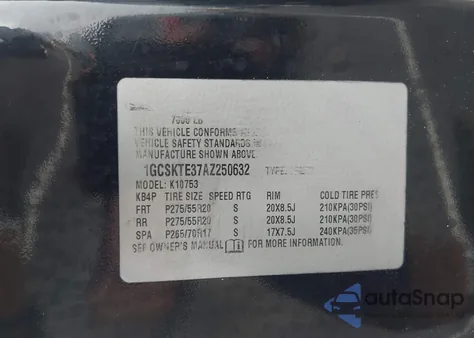 THIS VEHICLE CONFORMS
VEHICLE SAFETY STANDARDS IN
MANUFACTURE SHOWN ABOVE.
1GCSKTE37AZ250632 TYPE:
MODEL: K10753
KB4P TIRE SIZE SPEED RTG RIM COLD TIRE PRES
FRT P275/55R20 S 20X8.5J 210KPA(30PSI)
RR P275/55R20 S 20X8.5J 210KPA(30PSI)
SPA P265/70R17 S 17X7.5J 240KPA(35PSI)
SEE OWNER'S MANUAL FOR MORE INFORMATION.
autoSnap